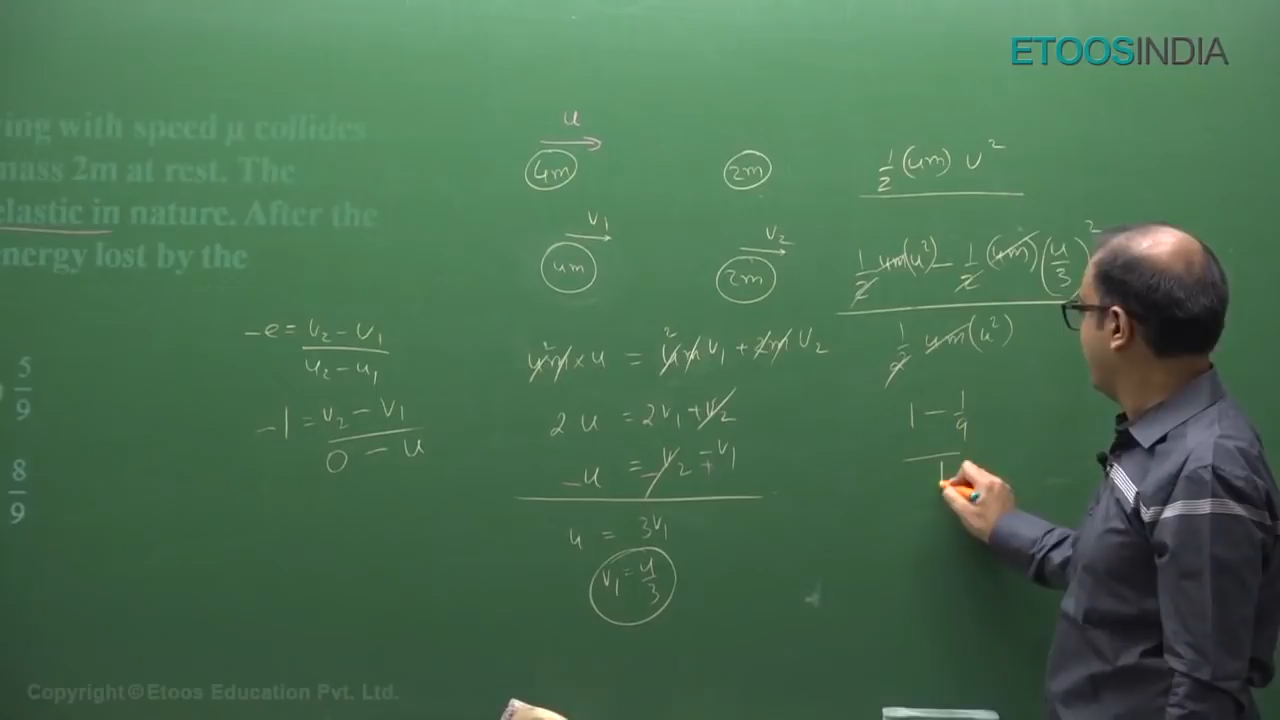 ETOOSINDIA
ving with speed μ collides
mass 2m at rest. The
elastic in nature. After the
energy lost by the
5/9
8/9
u
4m 2m
v₁ v₂
4m 2m
-e = (v₂ - v₁)/(u₂ - u₁)
-1 = (v₂ - v₁)/(0 - u)
4m × u = 4m v₁ + 2m v₂
2u = 2v₁ + v₂
-u = -v₂ + v₁
u = 3v₁
v₁ = u/3
1/2 (4m) v²
1/2 4m(u²) - 1/2 (4m) (u/3)²
1/2 4m(u²)
1 - 1/9
1
Copyright © Etoos Education Pvt. Ltd.